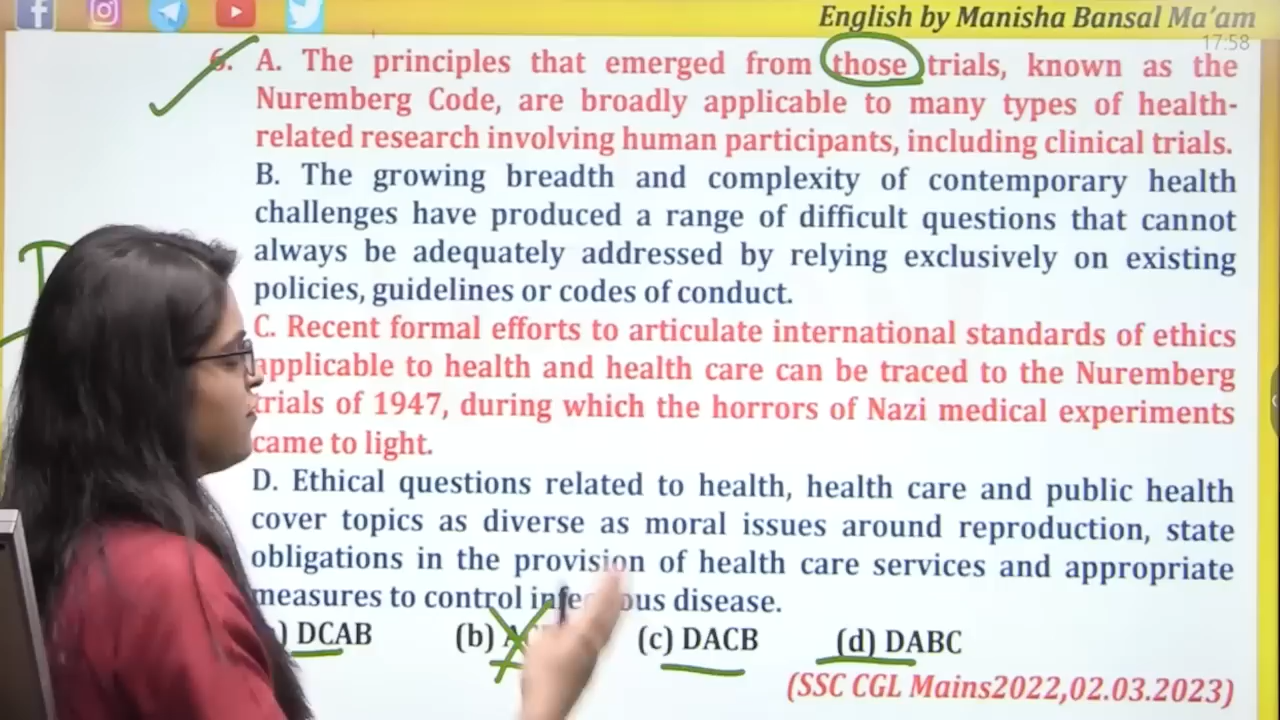 English by Manisha Bansal Ma'am
17:58
6. A. The principles that emerged from those trials, known as the
Nuremberg Code, are broadly applicable to many types of health-
related research involving human participants, including clinical trials.
B. The growing breadth and complexity of contemporary health
challenges have produced a range of difficult questions that cannot
always be adequately addressed by relying exclusively on existing
policies, guidelines or codes of conduct.
C. Recent formal efforts to articulate international standards of ethics
applicable to health and health care can be traced to the Nuremberg
trials of 1947, during which the horrors of Nazi medical experiments
came to light.
D. Ethical questions related to health, health care and public health
cover topics as diverse as moral issues around reproduction, state
obligations in the provision of health care services and appropriate
measures to control infectious disease.
) DCAB (b) (c) DACB (d) DABC
(SSC CGL Mains2022,02.03.2023)